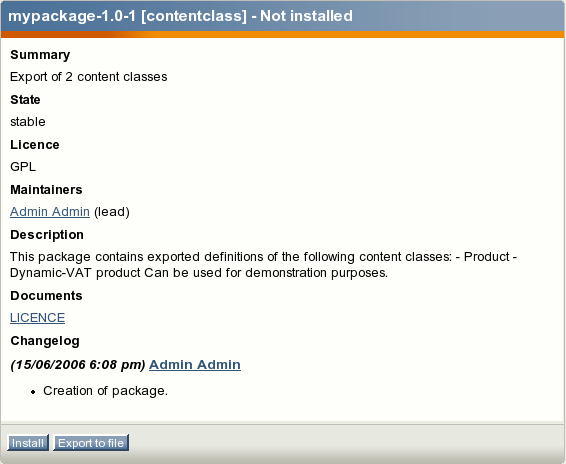 mypackage-1.0-1 [contentclass] - Not installed
Summary
Export of 2 content classes
State
stable
Licence
GPL
Maintainers
Admin Admin (lead)
Description
This package contains exported definitions of the following content classes: - Product -
Dynamic-VAT product Can be used for demonstration purposes.
Documents
LICENCE
Changelog
(15/06/2006 6:08 pm) Admin Admin
• Creation of package.
Install Export to file